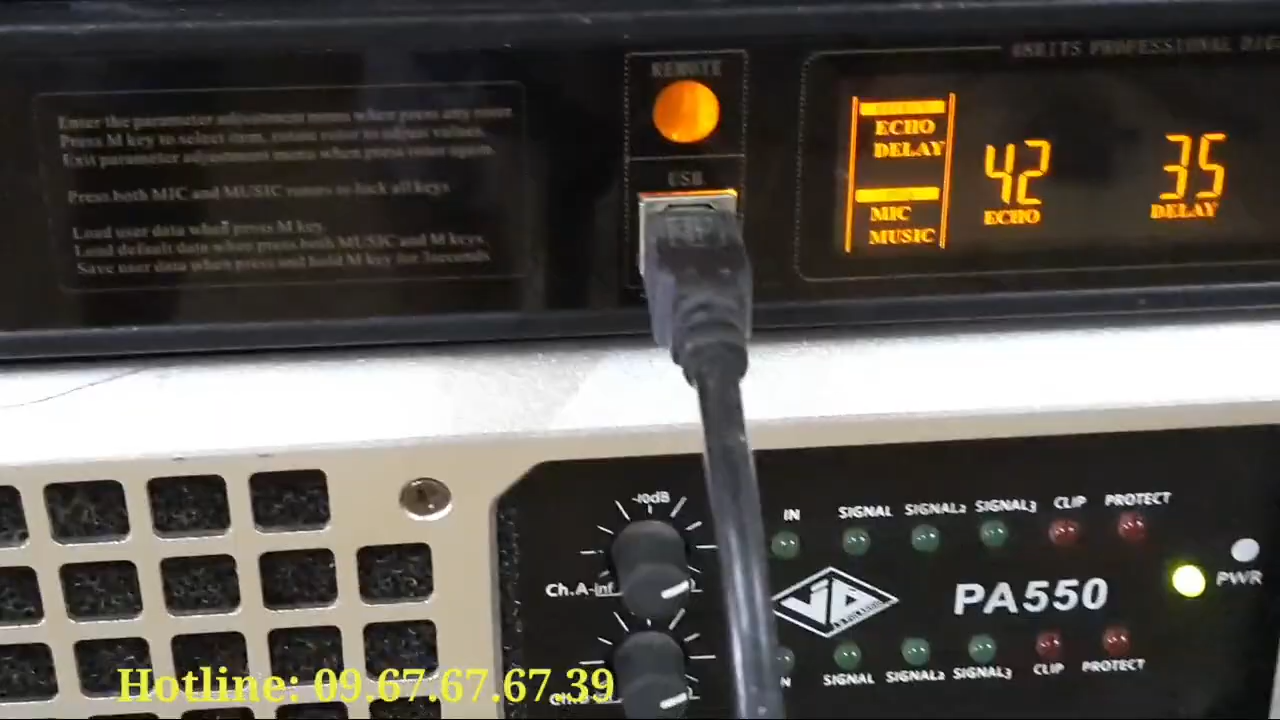 REMOTE
USB
PROFESSIONAL
Enter the parameter adjustment menu when press any rotor.
Press M key to select item, rotate rotor to adjust values.
Exit parameter adjustment menu when press rotor again.
Press both MIC and MUSIC rotors to lock all keys.
Load user data when press M key.
Load default data when press both MUSIC and M keys.
Save user data when press and hold M key for 3seconds
ECHO
DELAY
MIC
MUSIC
42
ECHO
35
DELAY
-10dB
IN SIGNAL SIGNAL2 SIGNAL3 CLIP PROTECT
Ch.A -inf
PA550
PWR
SIGNAL SIGNAL2 SIGNAL3 CLIP PROTECT
Hotline: 09.67.67.67.39